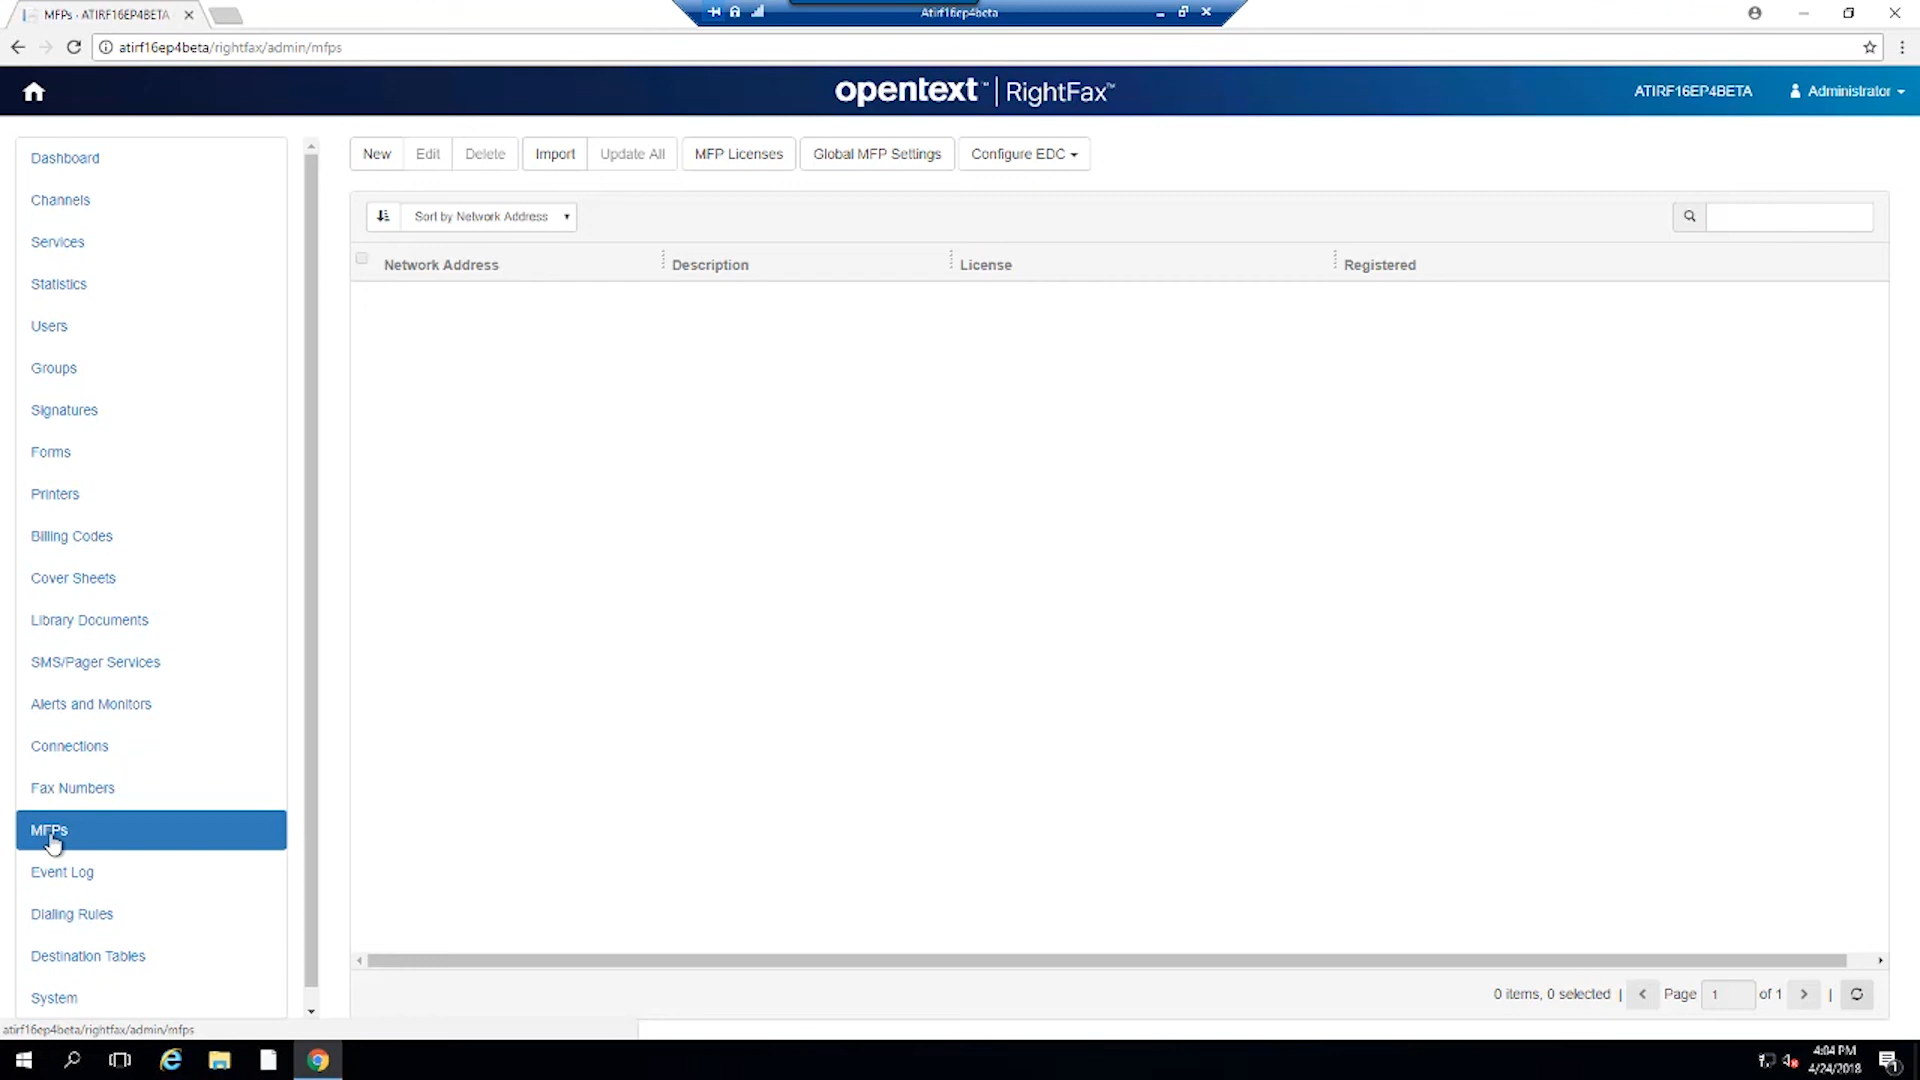 MFPs - ATIRF16EP4BETA
Atirf16ep4beta
atirf16ep4beta/rightfax/admin/mfps
opentext™ | RightFax™
ATIRF16EP4BETA
Administrator
Dashboard
Channels
Services
Statistics
Users
Groups
Signatures
Forms
Printers
Billing Codes
Cover Sheets
Library Documents
SMS/Pager Services
Alerts and Monitors
Connections
Fax Numbers
MFPs
Event Log
Dialing Rules
Destination Tables
System
New Edit Delete Import Update All MFP Licenses Global MFP Settings Configure EDC
Sort by Network Address
Network Address Description License Registered
0 items, 0 selected | Page 1 of 1 |
atirf16ep4beta/rightfax/admin/mfps
4:04 PM
4/24/2018
1